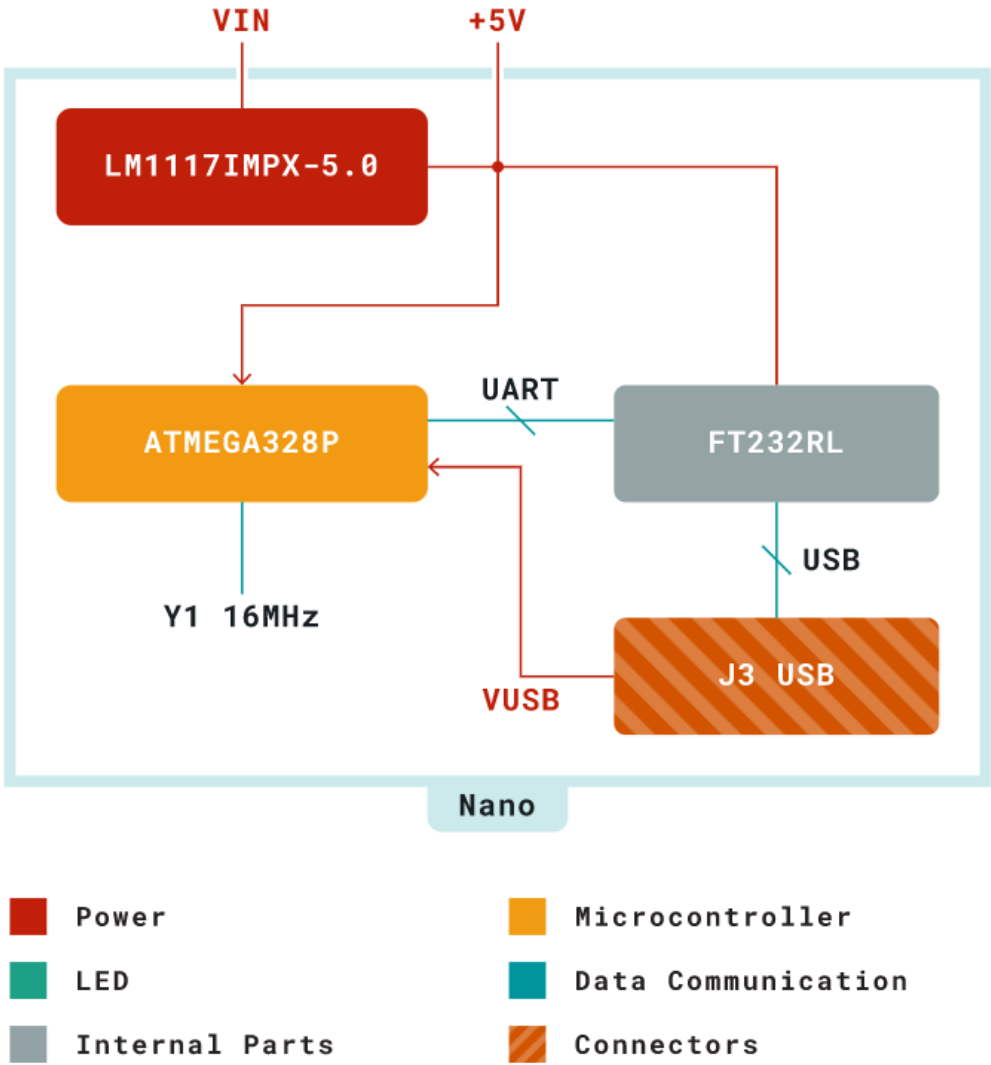 VIN
+5V
LM1117IMPX-5.0
UART
ATMEGA328P
FT232RL
USB
Y1 16MHz
J3 USB
VUSB
Nano
Power
Microcontroller
LED
Data Communication
Internal Parts
Connectors